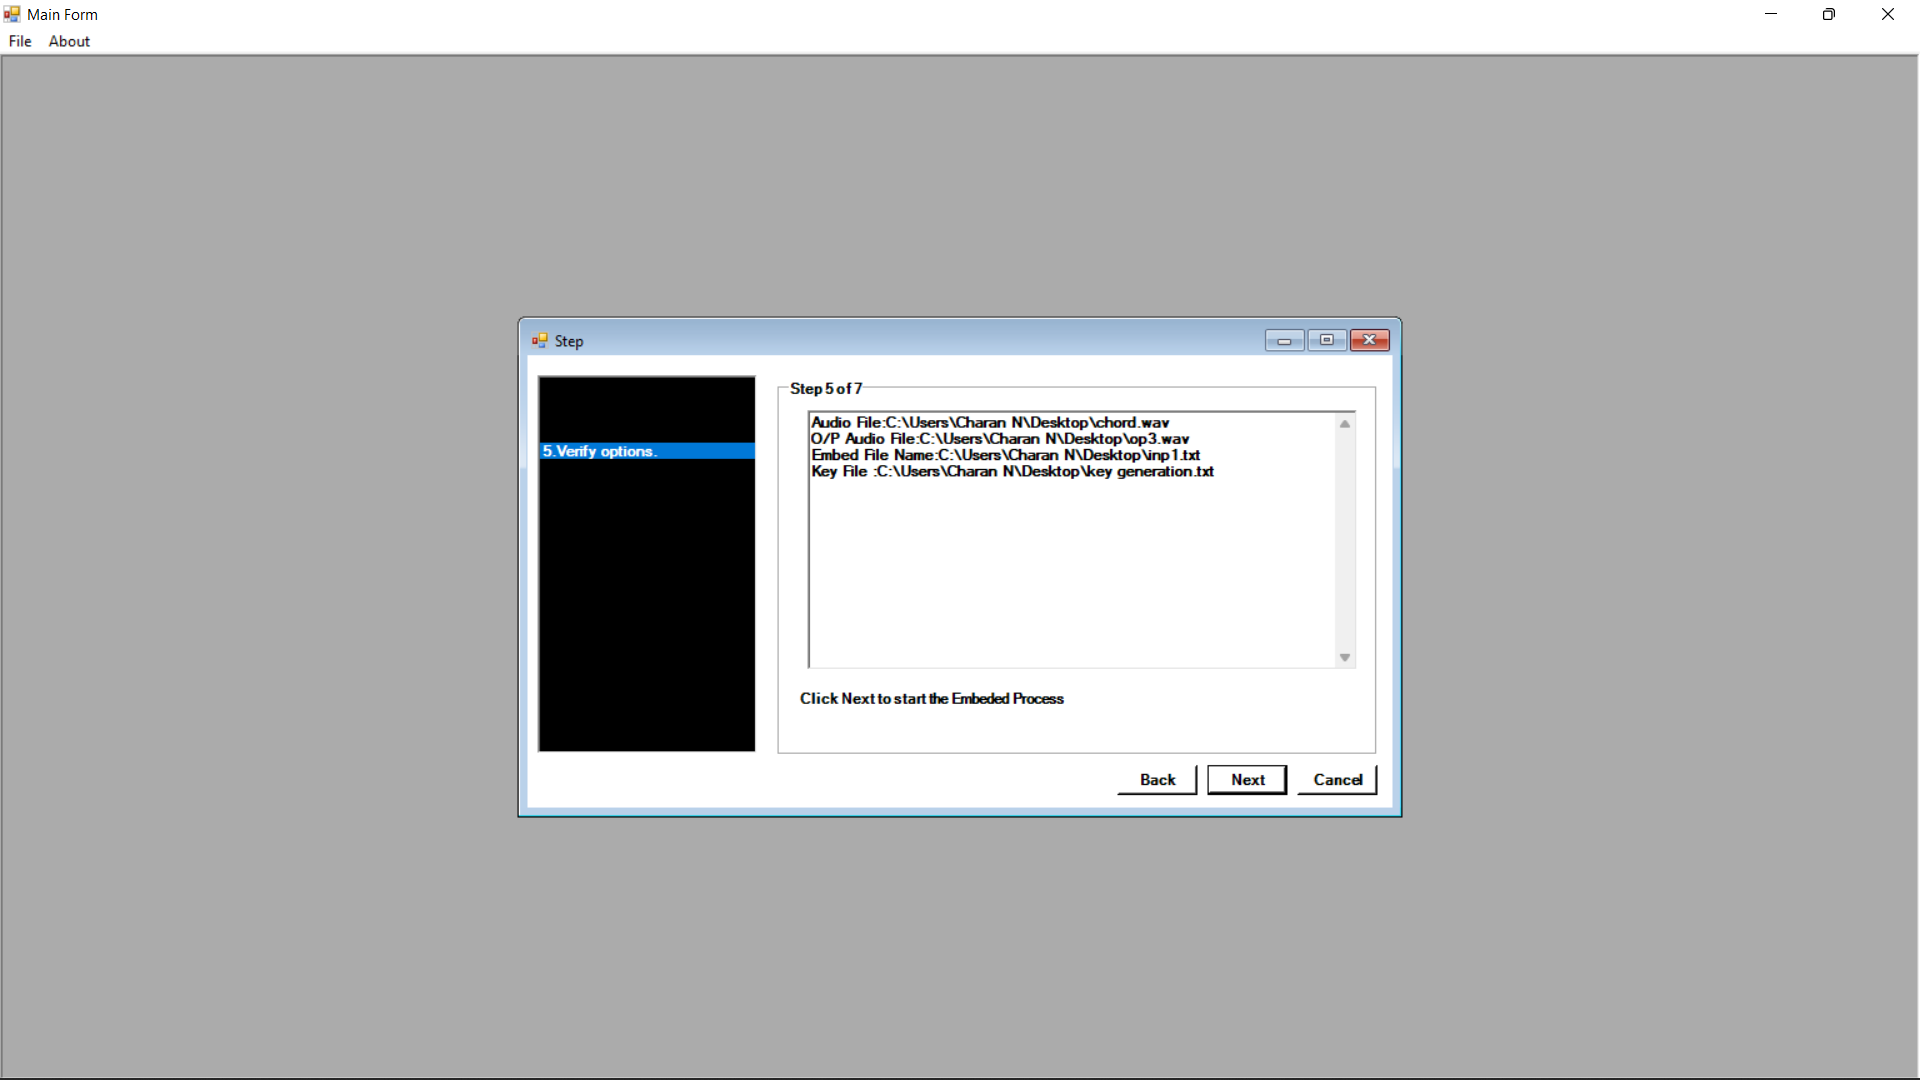 Main Form
File About
Step
5.Verify options.
Step 5 of 7
Audio File:C:\Users\Charan N\Desktop\chord.wav
O/P Audio File:C:\Users\Charan N\Desktop\op3.wav
Embed File Name:C:\Users\Charan N\Desktop\inp1.txt
Key File :C:\Users\Charan N\Desktop\key generation.txt
Click Next to start the Embeded Process
Back Next Cancel